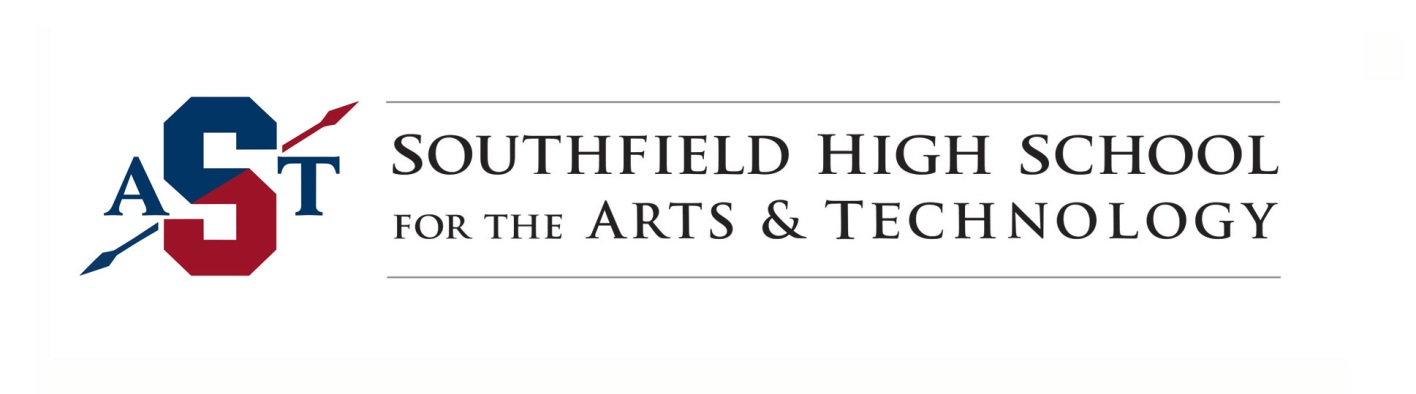 AST
SOUTHFIELD HIGH SCHOOL
FOR THE ARTS & TECHNOLOGY